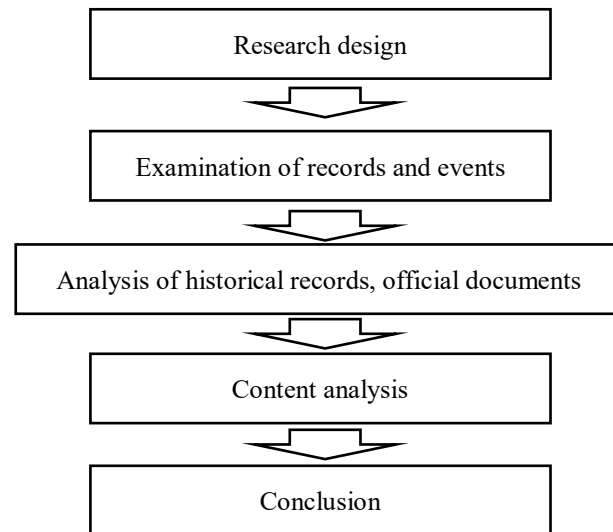 Research design
Examination of records and events
Analysis of historical records, official documents
Content analysis
Conclusion